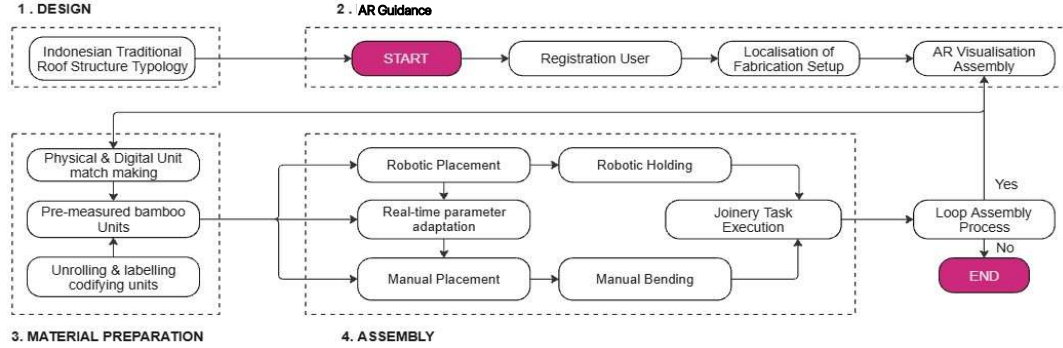 1 . DESIGN
2 . AR Guidance
Indonesian Traditional
Roof Structure Typology
START
Registration User
Localisation of
Fabrication Setup
AR Visualisation
Assembly
Physical & Digital Unit
match making
Pre-measured bamboo
Units
Unrolling & labelling
codifying units
Robotic Placement
Robotic Holding
Real-time parameter
adaptation
Joinery Task
Execution
Manual Placement
Manual Bending
Yes
Loop Assembly
Process
No
END
3. MATERIAL PREPARATION
4. ASSEMBLY